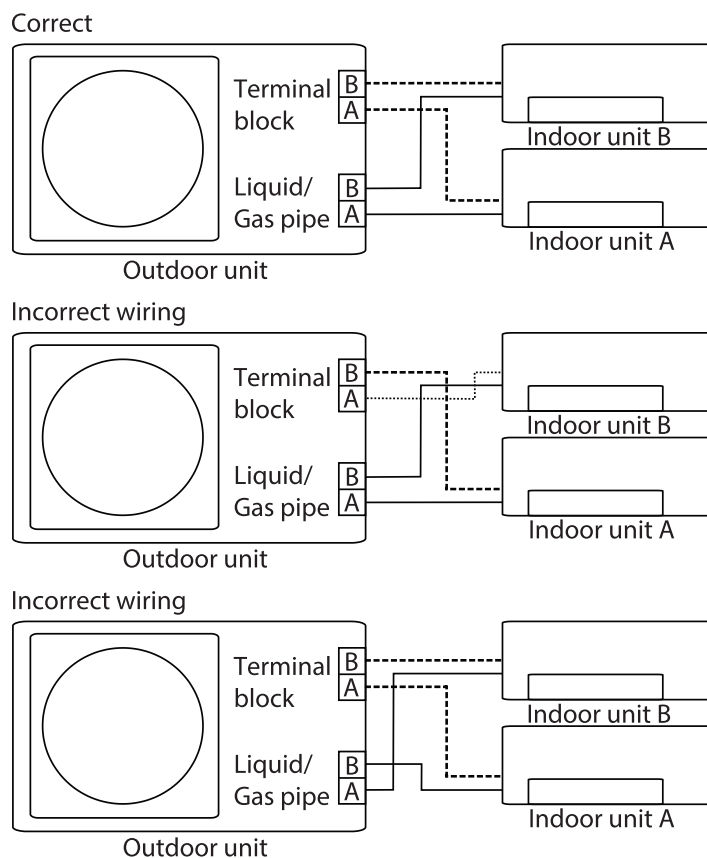 Correct
Terminal
block
B
A
Liquid/
Gas pipe
B
A
Indoor unit B
Indoor unit A
Outdoor unit
Incorrect wiring
Terminal
block
B
A
Liquid/
Gas pipe
B
A
Indoor unit B
Indoor unit A
Outdoor unit
Incorrect wiring
Terminal
block
B
A
Liquid/
Gas pipe
B
A
Indoor unit B
Indoor unit A
Outdoor unit